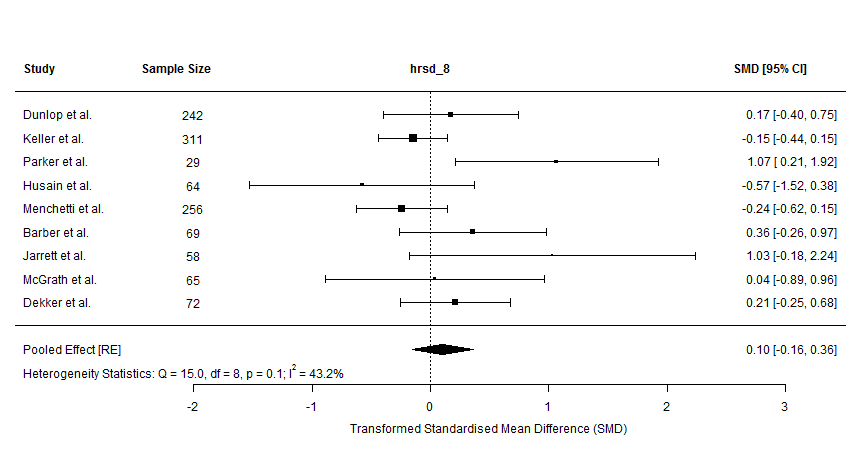 Study Sample Size hrsd_8 SMD [95% CI]
Dunlop et al. 242 0.17 [-0.40, 0.75]
Keller et al. 311 -0.15 [-0.44, 0.15]
Parker et al. 29 1.07 [ 0.21, 1.92]
Husain et al. 64 -0.57 [-1.52, 0.38]
Menchetti et al. 256 -0.24 [-0.62, 0.15]
Barber et al. 69 0.36 [-0.26, 0.97]
Jarrett et al. 58 1.03 [-0.18, 2.24]
McGrath et al. 65 0.04 [-0.89, 0.96]
Dekker et al. 72 0.21 [-0.25, 0.68]
Pooled Effect [RE] 0.10 [-0.16, 0.36]
Heterogeneity Statistics: Q = 15.0, df = 8, p = 0.1; I² = 43.2%
-2 -1 0 1 2 3
Transformed Standardised Mean Difference (SMD)